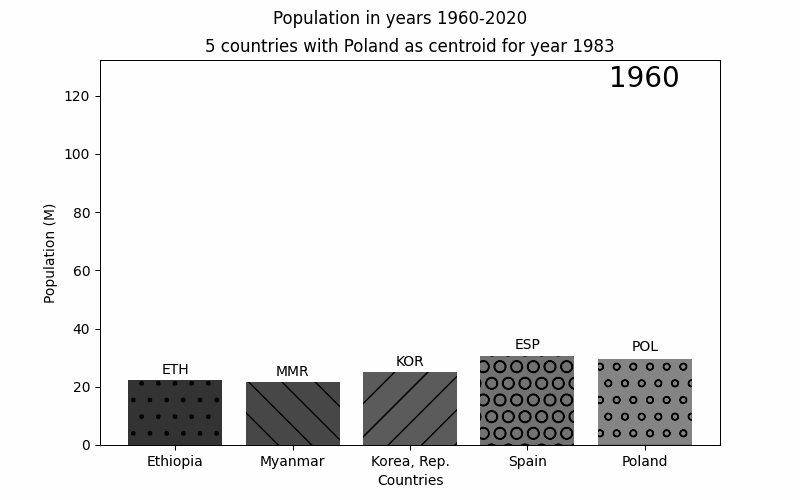 Population in years 1960-2020
5 countries with Poland as centroid for year 1983
1960
120
100
80
60
40
20
0
Population (M)
ETH
MMR
KOR
ESP
POL
Ethiopia
Myanmar
Korea, Rep.
Spain
Poland
Countries